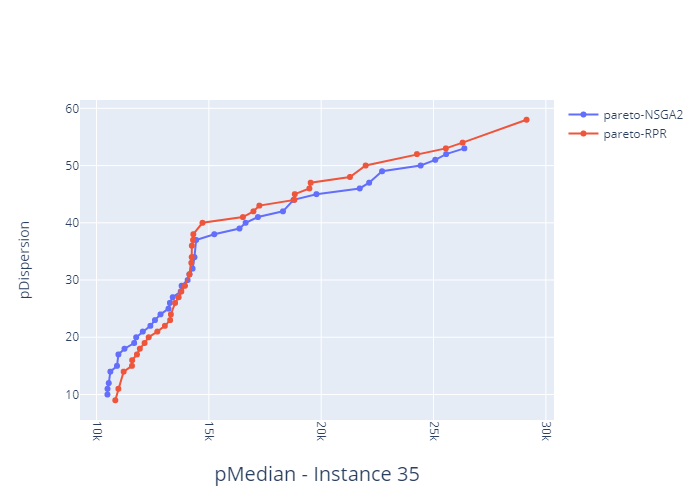 pareto-NSGA2
pareto-RPR
60
50
40
30
20
10
pDispersion
10k
15k
20k
25k
30k
pMedian - Instance 35